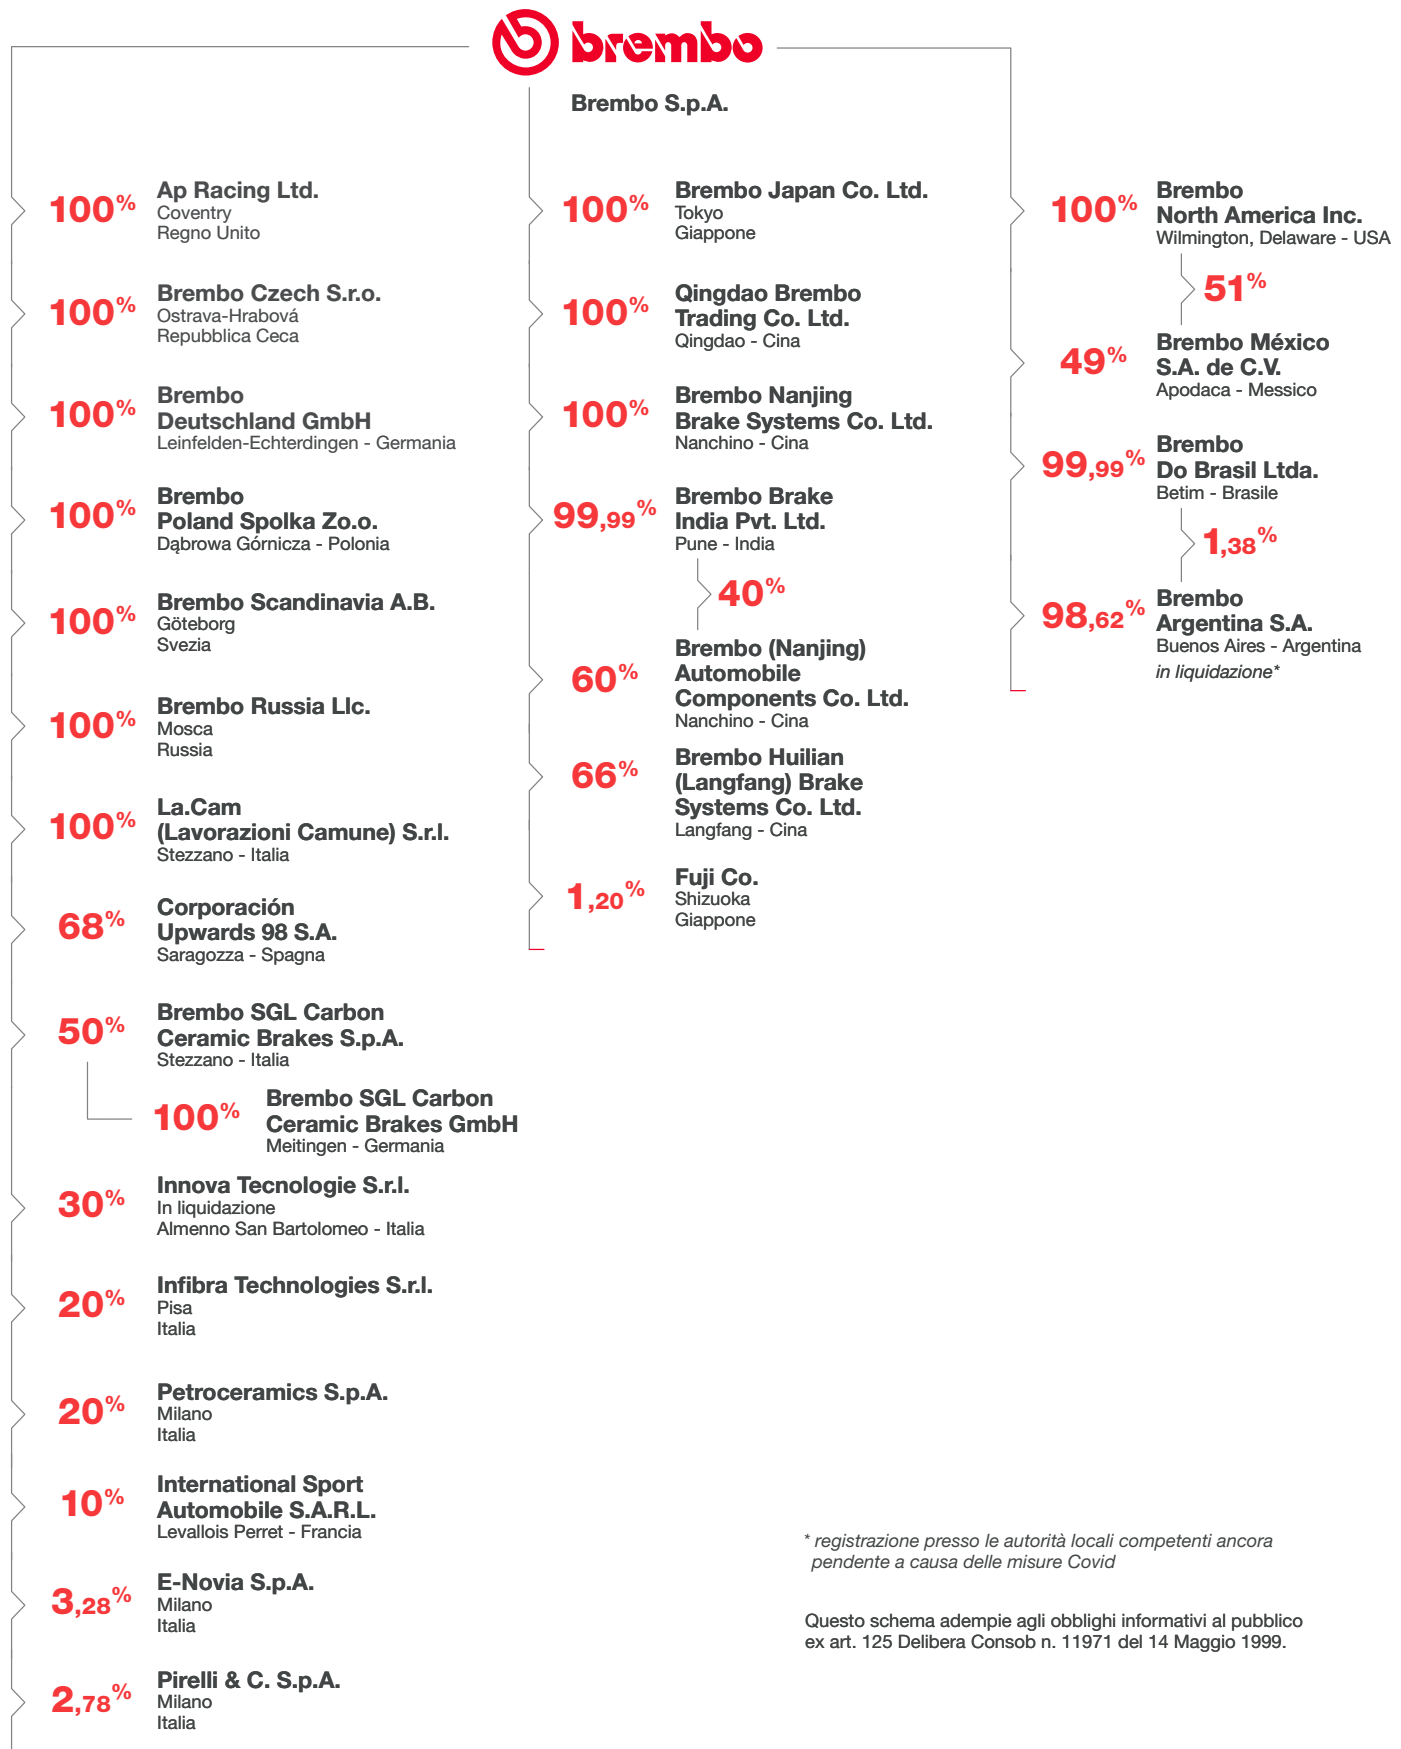 brembo
Brembo S.p.A.
100%
Ap Racing Ltd.
Coventry
Regno Unito
100%
Brembo Czech S.r.o.
Ostrava-Hrabová
Repubblica Ceca
100%
Brembo
Deutschland GmbH
Leinfelden-Echterdingen - Germania
100%
Brembo
Poland Spolka Zo.o.
Dąbrowa Górnicza - Polonia
100%
Brembo Scandinavia A.B.
Göteborg
Svezia
100%
Brembo Russia Llc.
Mosca
Russia
100%
La.Cam
(Lavorazioni Camune) S.r.l.
Stezzano - Italia
68%
Corporación
Upwards 98 S.A.
Saragozza - Spagna
50%
Brembo SGL Carbon
Ceramic Brakes S.p.A.
Stezzano - Italia
100%
Brembo SGL Carbon
Ceramic Brakes GmbH
Meitingen - Germania
30%
Innova Tecnologie S.r.l.
In liquidazione
Almenno San Bartolomeo - Italia
20%
Infibra Technologies S.r.l.
Pisa
Italia
20%
Petroceramics S.p.A.
Milano
Italia
10%
International Sport
Automobile S.A.R.L.
Levallois Perret - Francia
3,28%
E-Novia S.p.A.
Milano
Italia
2,78%
Pirelli & C. S.p.A.
Milano
Italia
100%
Brembo Japan Co. Ltd.
Tokyo
Giappone
100%
Qingdao Brembo
Trading Co. Ltd.
Qingdao - Cina
100%
Brembo Nanjing
Brake Systems Co. Ltd.
Nanchino - Cina
99,99%
Brembo Brake
India Pvt. Ltd.
Pune - India
40%
60%
Brembo (Nanjing)
Automobile
Components Co. Ltd.
Nanchino - Cina
66%
Brembo Huilian
(Langfang) Brake
Systems Co. Ltd.
Langfang - Cina
1,20%
Fuji Co.
Shizuoka
Giappone
100%
Brembo
North America Inc.
Wilmington, Delaware - USA
51%
49%
Brembo México
S.A. de C.V.
Apodaca - Messico
99,99%
Brembo
Do Brasil Ltda.
Betim - Brasile
1,38%
98,62%
Brembo
Argentina S.A.
Buenos Aires - Argentina
in liquidazione*
* registrazione presso le autorità locali competenti ancora
pendente a causa delle misure Covid
Questo schema adempie agli obblighi informativi al pubblico
ex art. 125 Delibera Consob n. 11971 del 14 Maggio 1999.